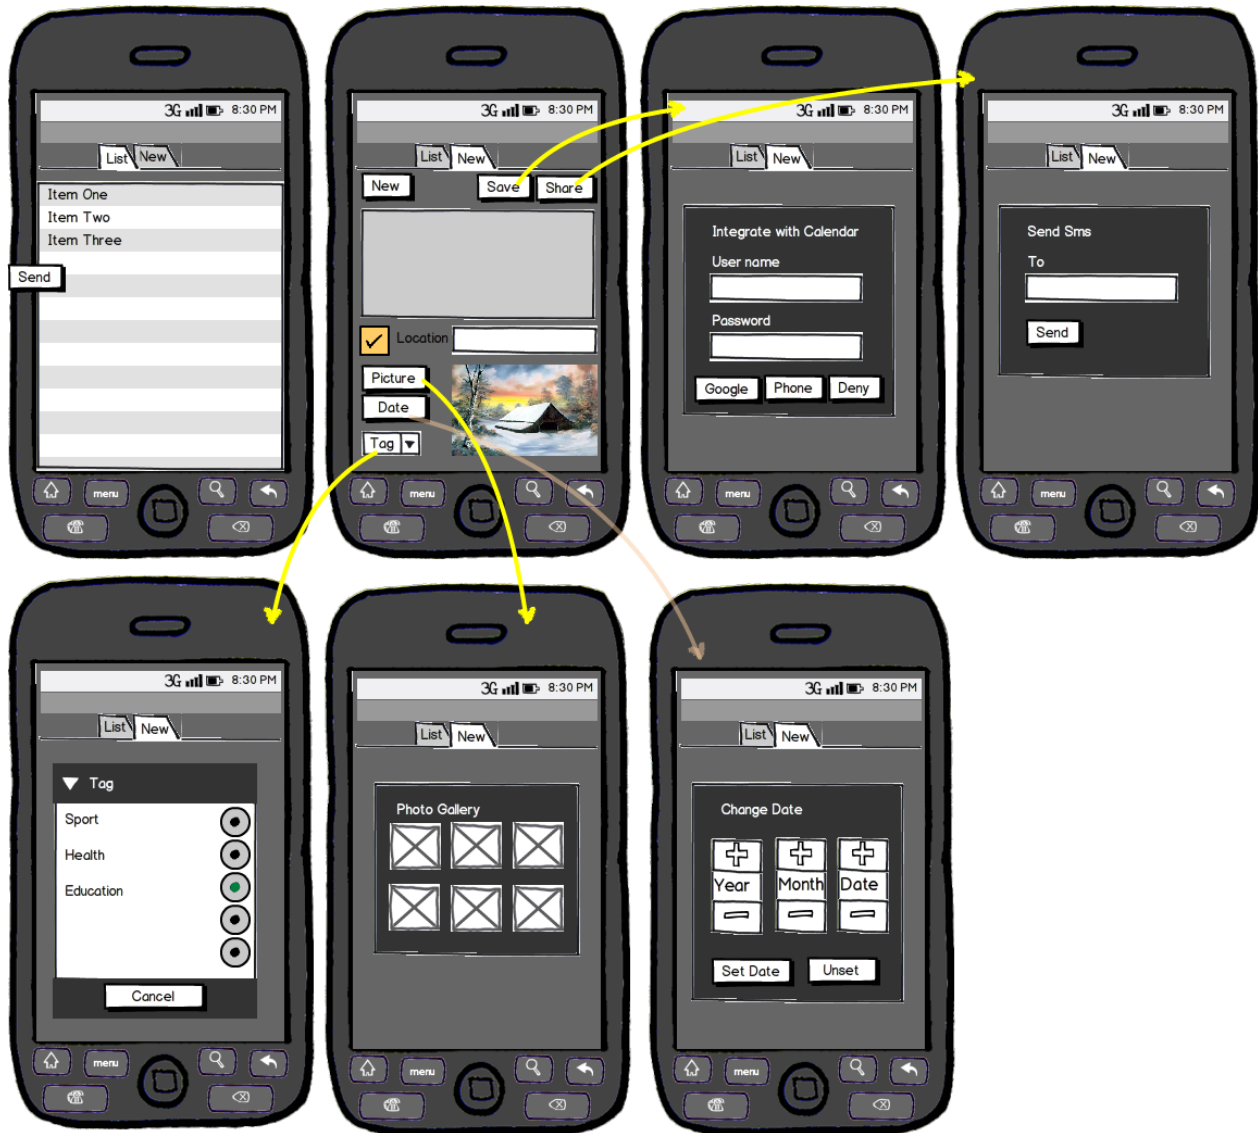 3G 8:30 PM
List New
Item One
Item Two
Item Three
Send
menu
3G 8:30 PM
List New
New Save Share
Location
Picture
Date
Tag
menu
3G 8:30 PM
List New
Integrate with Calendar
User name
Password
Google Phone Deny
menu
3G 8:30 PM
List New
Send Sms
To
Send
menu
3G 8:30 PM
List New
Tag
Sport
Health
Education
Cancel
menu
3G 8:30 PM
List New
Photo Gallery
menu
3G 8:30 PM
List New
Change Date
Year Month Date
Set Date Unset
menu